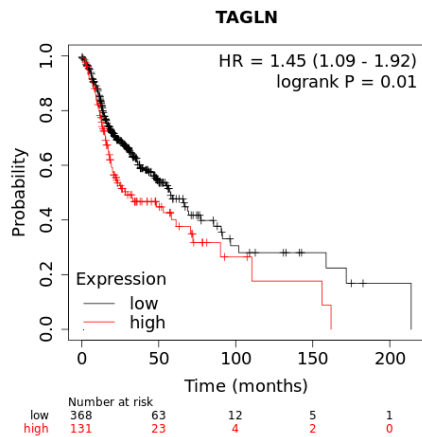 TAGLN
HR = 1.45 (1.09 - 1.92)
logrank P = 0.01
Probability
1.0
0.8
0.6
0.4
0.2
0.0
Expression
low
high
0 50 100 150 200
Time (months)
Number at risk
low 368 63 12 5 1
high 131 23 4 2 0